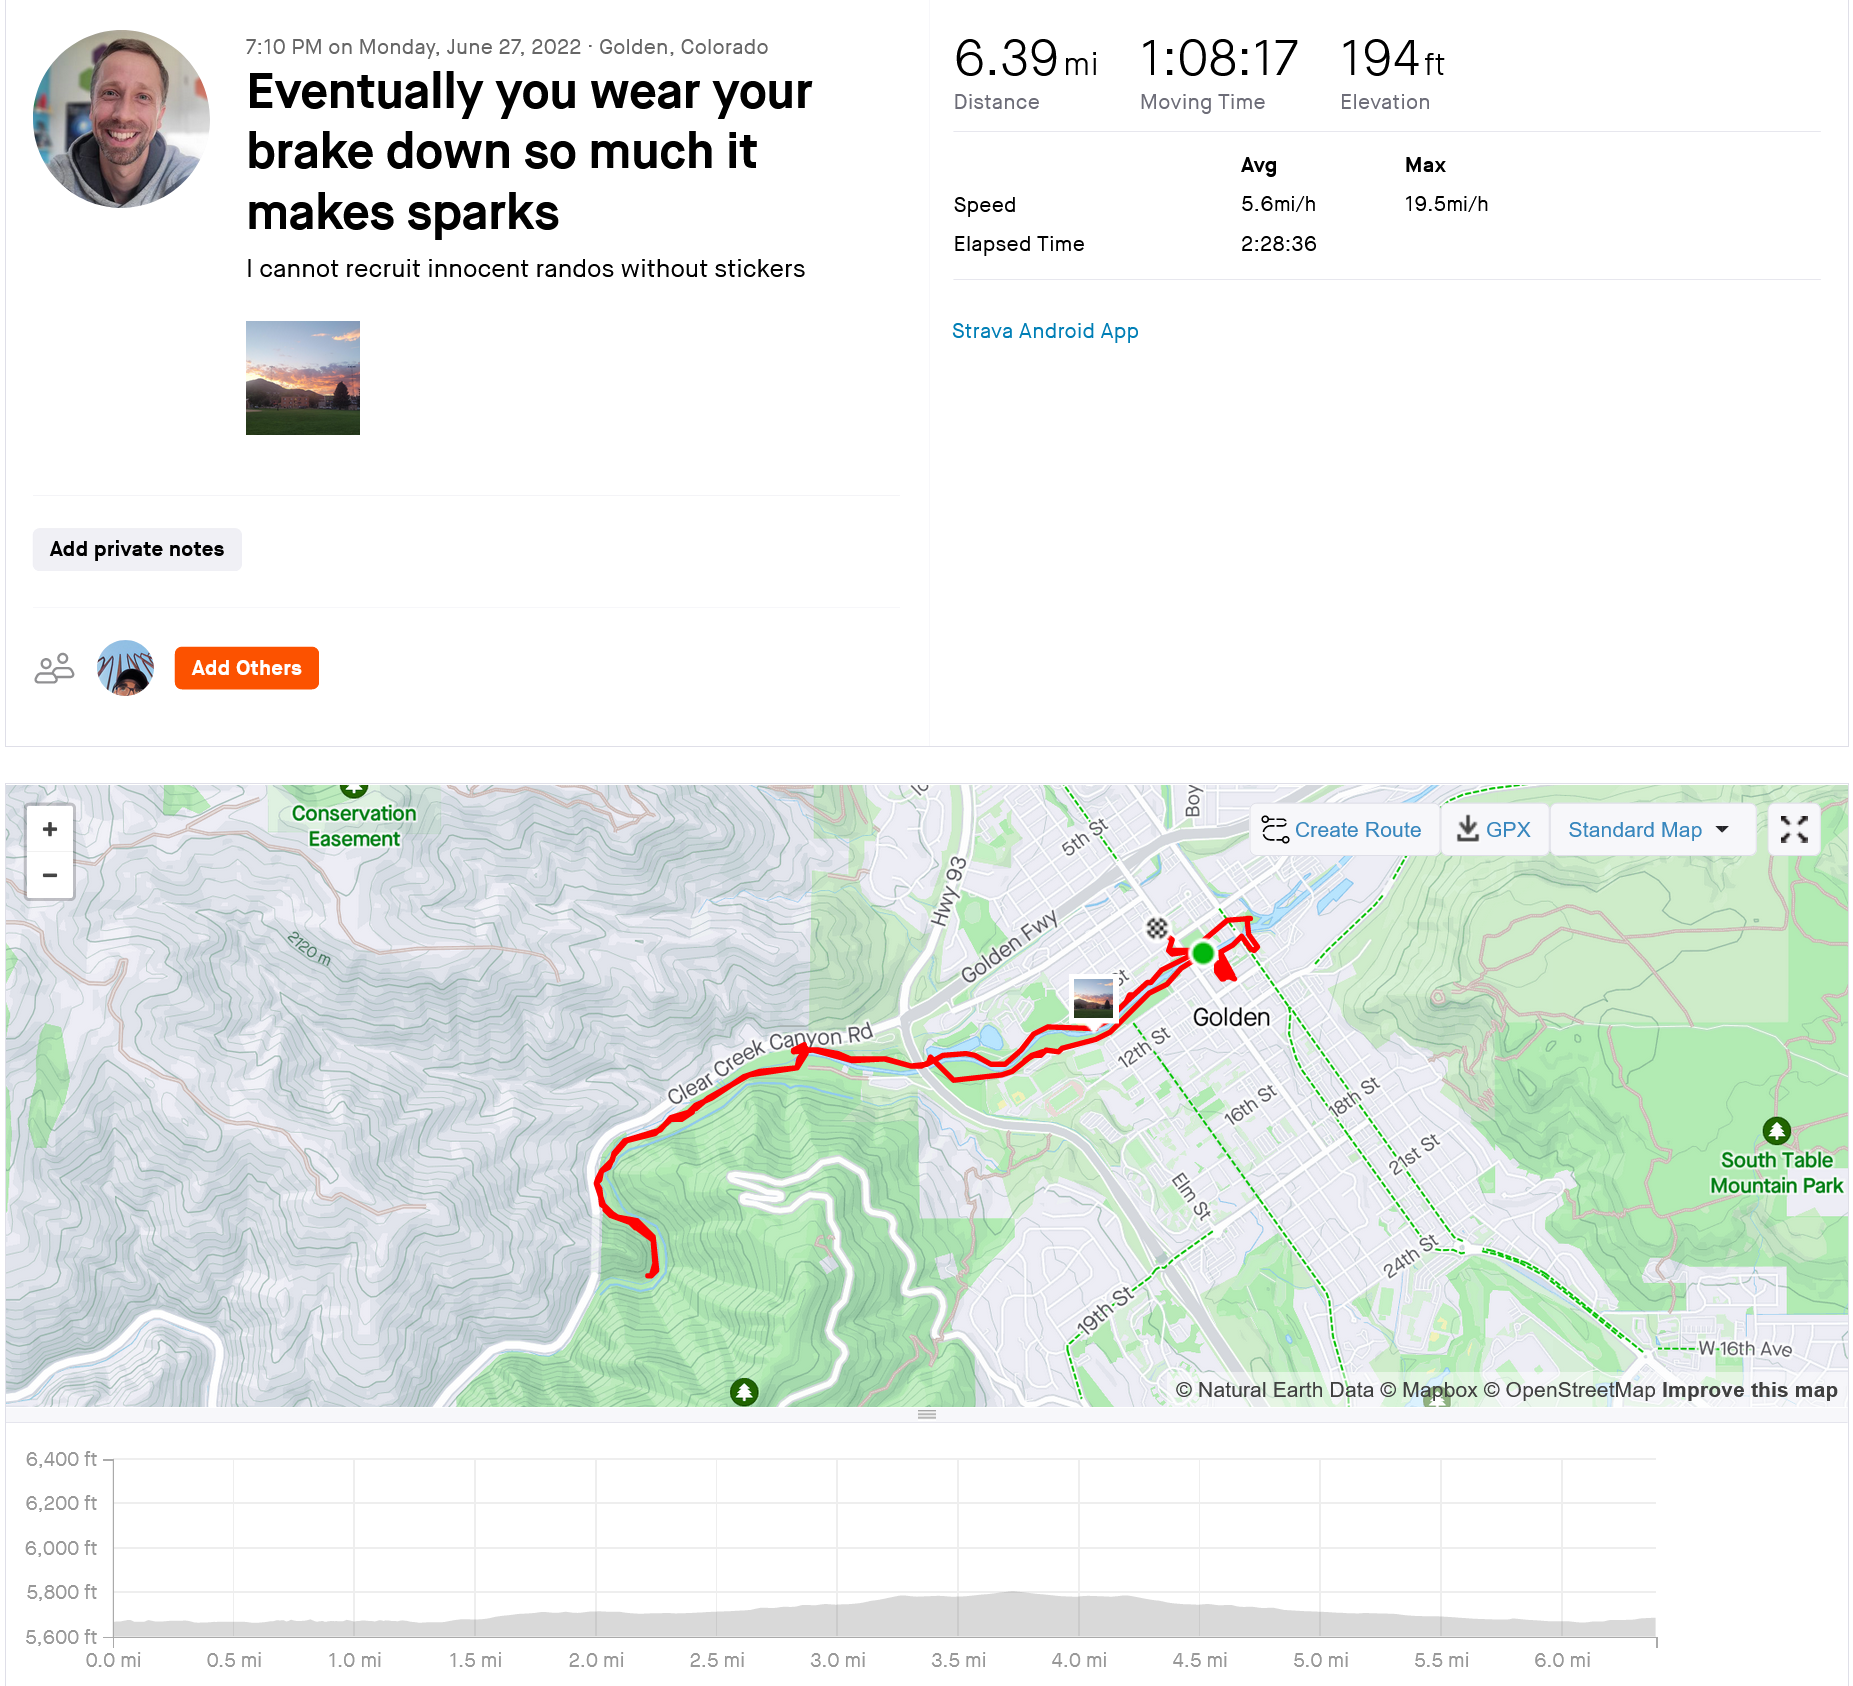 7:10 PM on Monday, June 27, 2022 · Golden, Colorado
Eventually you wear your
brake down so much it
makes sparks
I cannot recruit innocent randos without stickers
Add private notes
Add Others
6.39 mi
Distance
1:08:17
Moving Time
194 ft
Elevation
Avg Max
Speed 5.6mi/h 19.5mi/h
Elapsed Time 2:28:36
Strava Android App
+
−
Conservation
Easement
2120 m
Hwy 93
Golden Fwy
5th St
Boy
Create Route
GPX
Standard Map
Clear Creek Canyon Rd
St
Golden
12th St
16th St
18th St
21st St
Elm St
24th St
19th St
South Table
Mountain Park
W 16th Ave
© Natural Earth Data © Mapbox © OpenStreetMap Improve this map
6,400 ft
6,200 ft
6,000 ft
5,800 ft
5,600 ft
0.0 mi 0.5 mi 1.0 mi 1.5 mi 2.0 mi 2.5 mi 3.0 mi 3.5 mi 4.0 mi 4.5 mi 5.0 mi 5.5 mi 6.0 mi